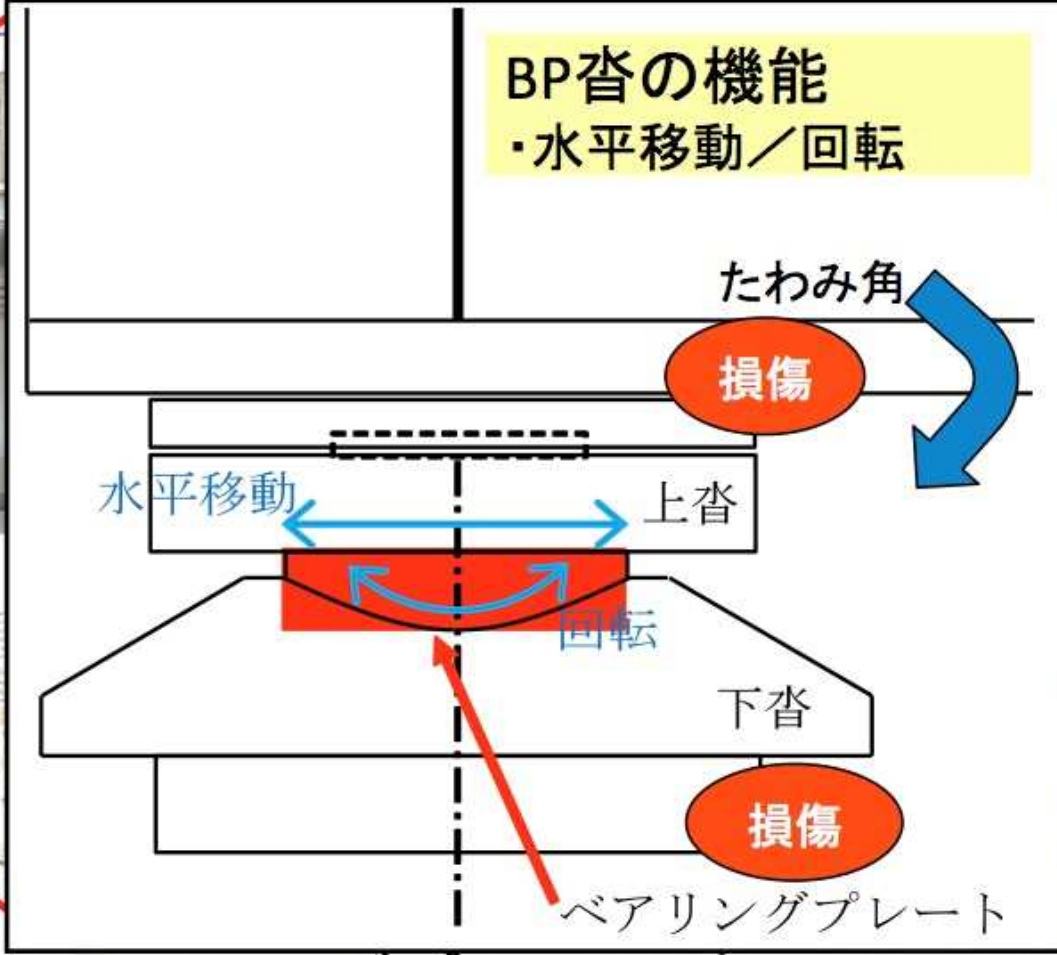 BP沓の機能
・水平移動／回転
たわみ角
損傷
水平移動
上沓
回転
下沓
損傷
ベアリングプレート